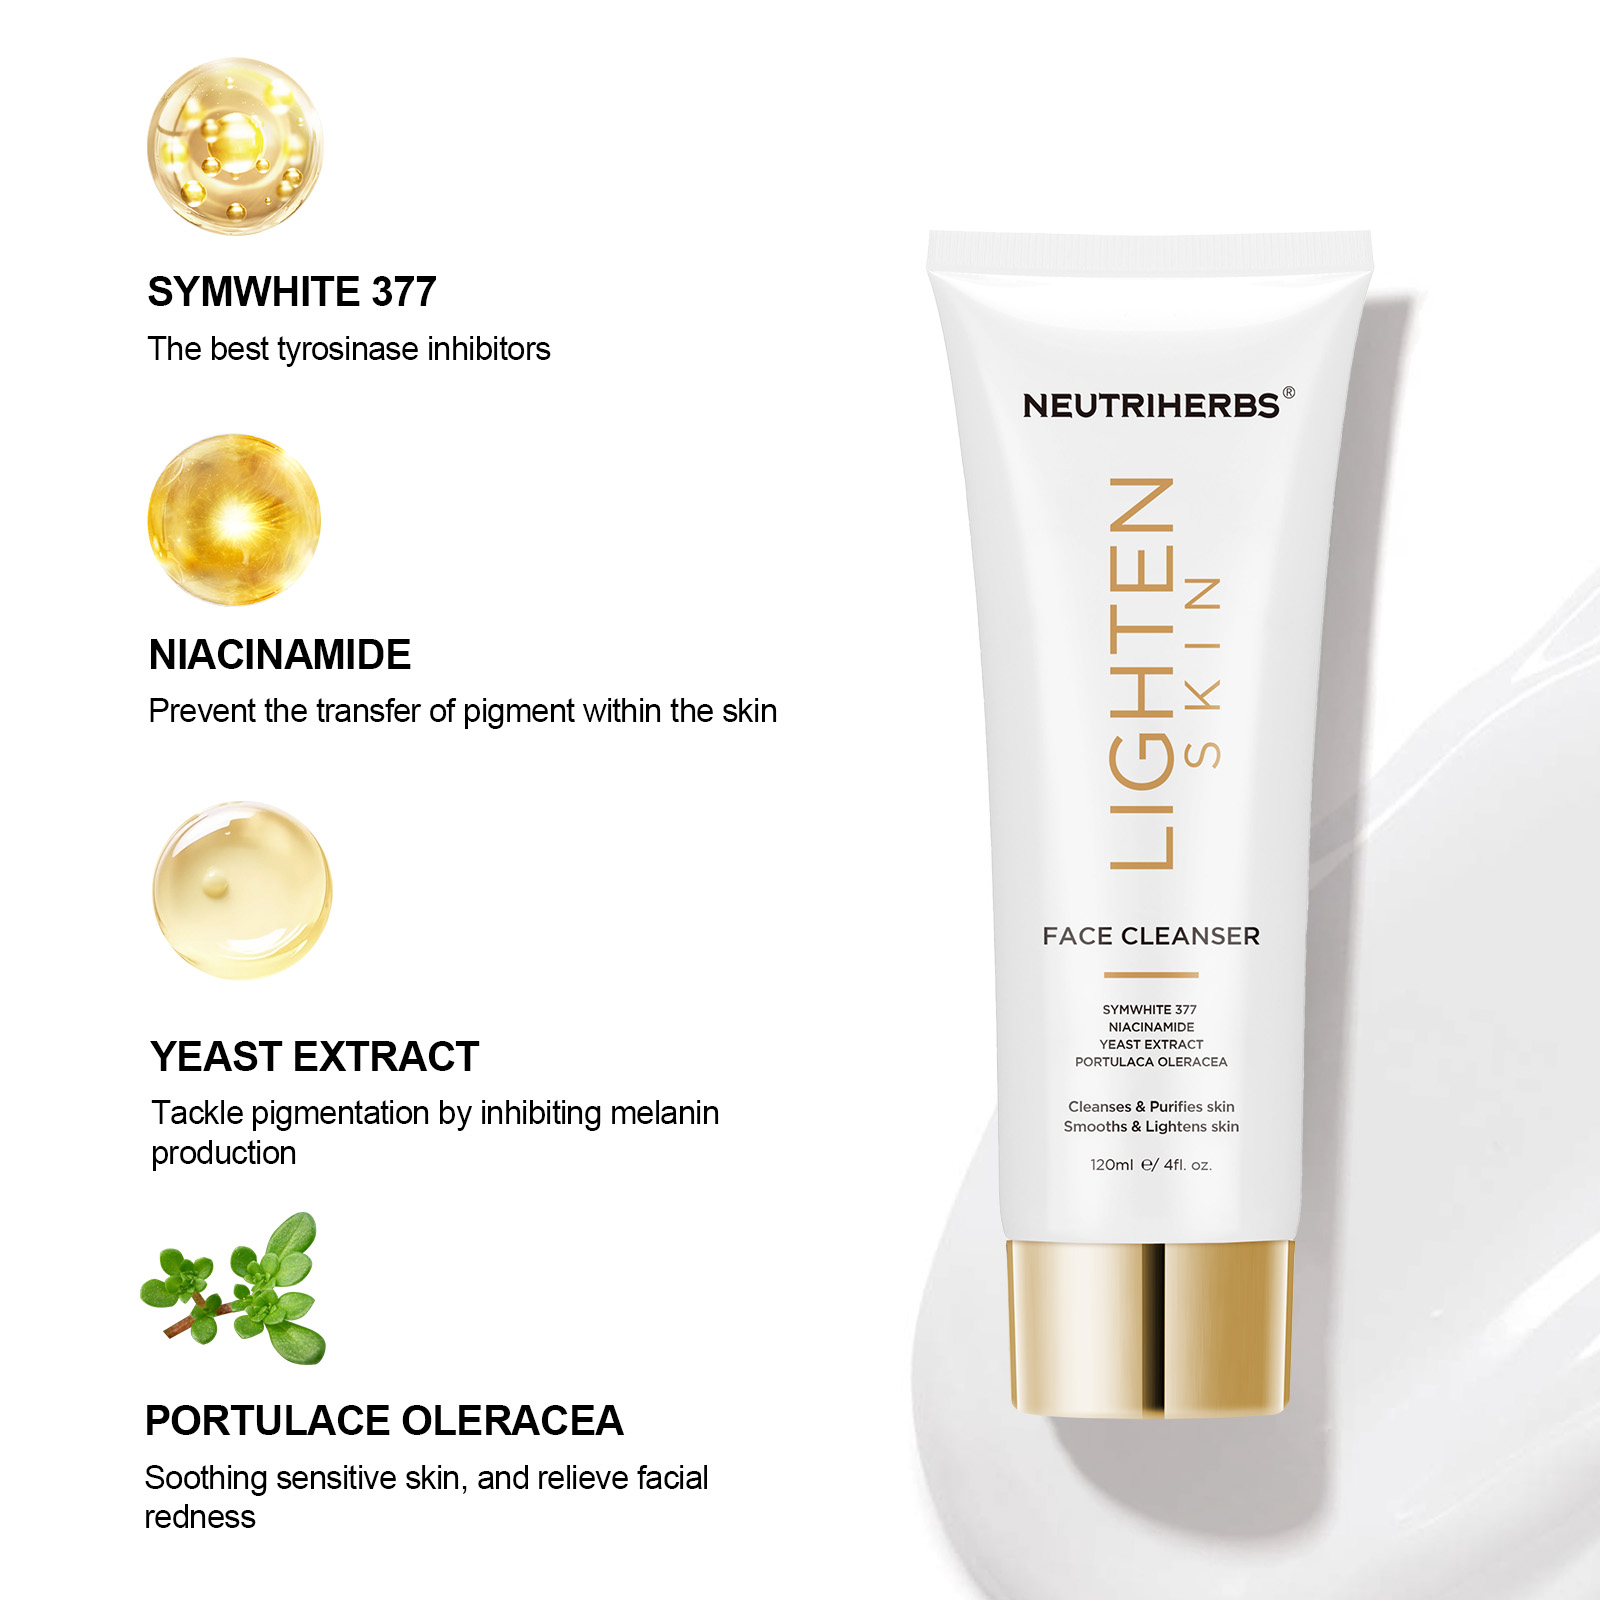 SYMWHITE 377
The best tyrosinase inhibitors
NIACINAMIDE
Prevent the transfer of pigment within the skin
YEAST EXTRACT
Tackle pigmentation by inhibiting melanin
production
PORTULACE OLERACEA
Soothing sensitive skin, and relieve facial
redness
NEUTRIHERBS®
LIGHTEN
SKIN
FACE CLEANSER
SYMWHITE 377
NIACINAMIDE
YEAST EXTRACT
PORTULACA OLERACEA
Cleanses & Purifies skin
Smooths & Lightens skin
120ml ℮/ 4fl. oz.